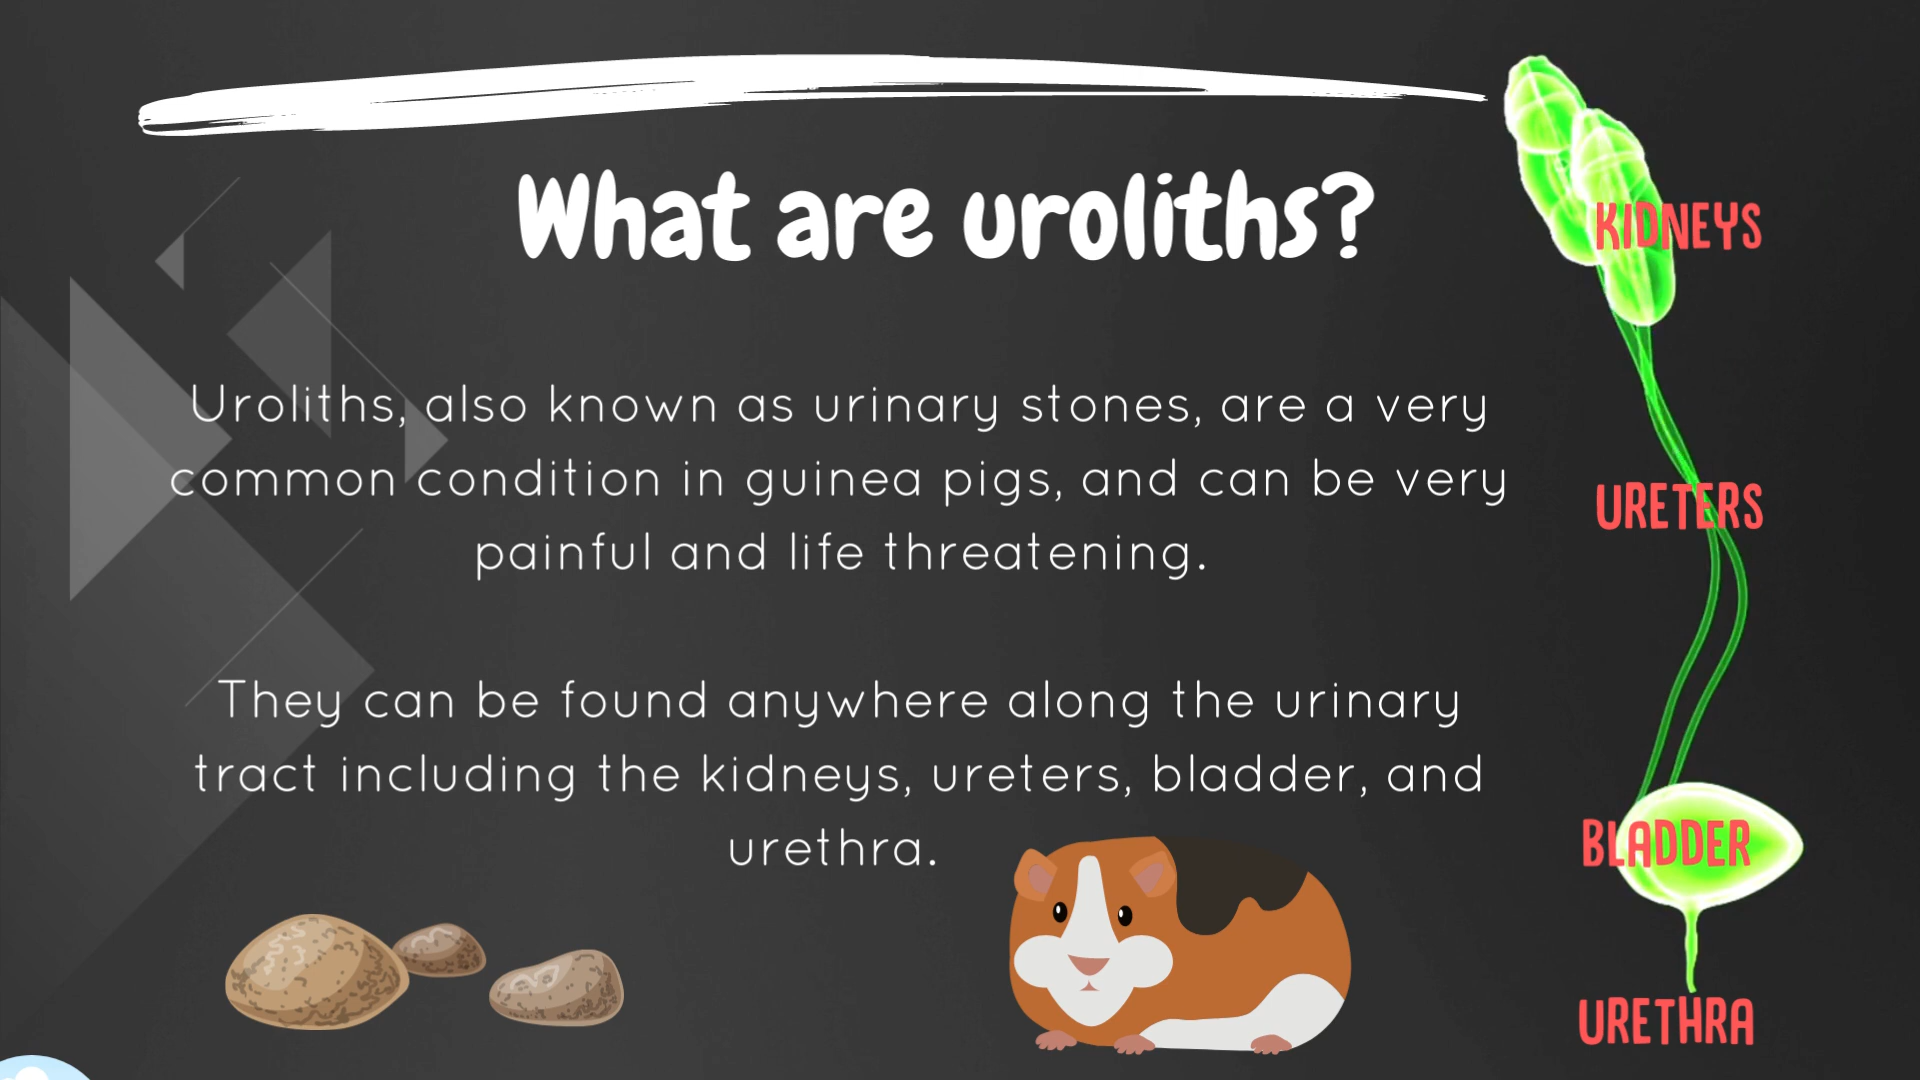 What are uroliths?
Uroliths, also known as urinary stones, are a very
common condition in guinea pigs, and can be very
painful and life threatening.
They can be found anywhere along the urinary
tract including the kidneys, ureters, bladder, and
urethra.
KIDNEYS
URETERS
BLADDER
URETHRA